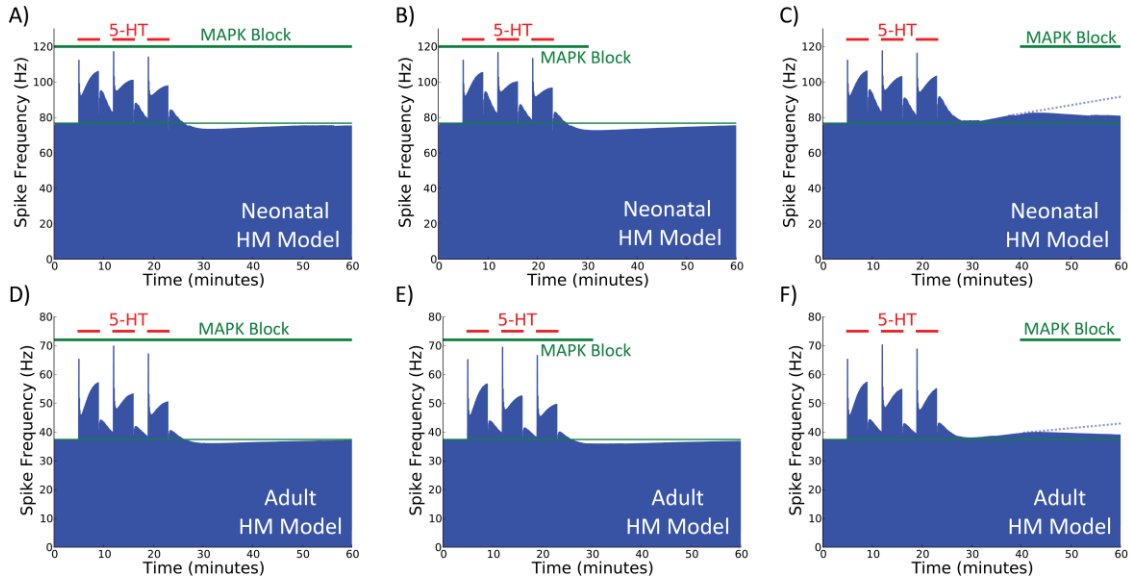 A)
5-HT
MAPK Block
120
100
80
60
40
20
0
Spike Frequency (Hz)
Neonatal
HM Model
0 10 20 30 40 50 60
Time (minutes)
B)
5-HT
MAPK Block
120
100
80
60
40
20
0
Spike Frequency (Hz)
Neonatal
HM Model
0 10 20 30 40 50 60
Time (minutes)
C)
5-HT
MAPK Block
120
100
80
60
40
20
0
Spike Frequency (Hz)
Neonatal
HM Model
0 10 20 30 40 50 60
Time (minutes)
D)
5-HT
MAPK Block
80
70
60
50
40
30
20
10
0
Spike Frequency (Hz)
Adult
HM Model
0 10 20 30 40 50 60
Time (minutes)
E)
5-HT
MAPK Block
80
70
60
50
40
30
20
10
0
Spike Frequency (Hz)
Adult
HM Model
0 10 20 30 40 50 60
Time (minutes)
F)
5-HT
MAPK Block
80
70
60
50
40
30
20
10
0
Spike Frequency (Hz)
Adult
HM Model
0 10 20 30 40 50 60
Time (minutes)